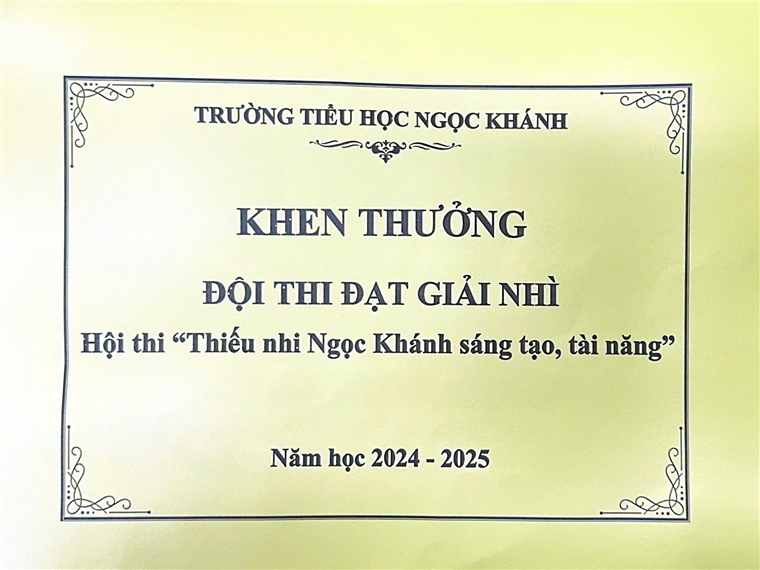 TRƯỜNG TIỂU HỌC NGỌC KHÁNH
KHEN THƯỞNG
ĐỘI THI ĐẠT GIẢI NHÌ
Hội thi “Thiếu nhi Ngọc Khánh sáng tạo, tài năng”
Năm học 2024 - 2025